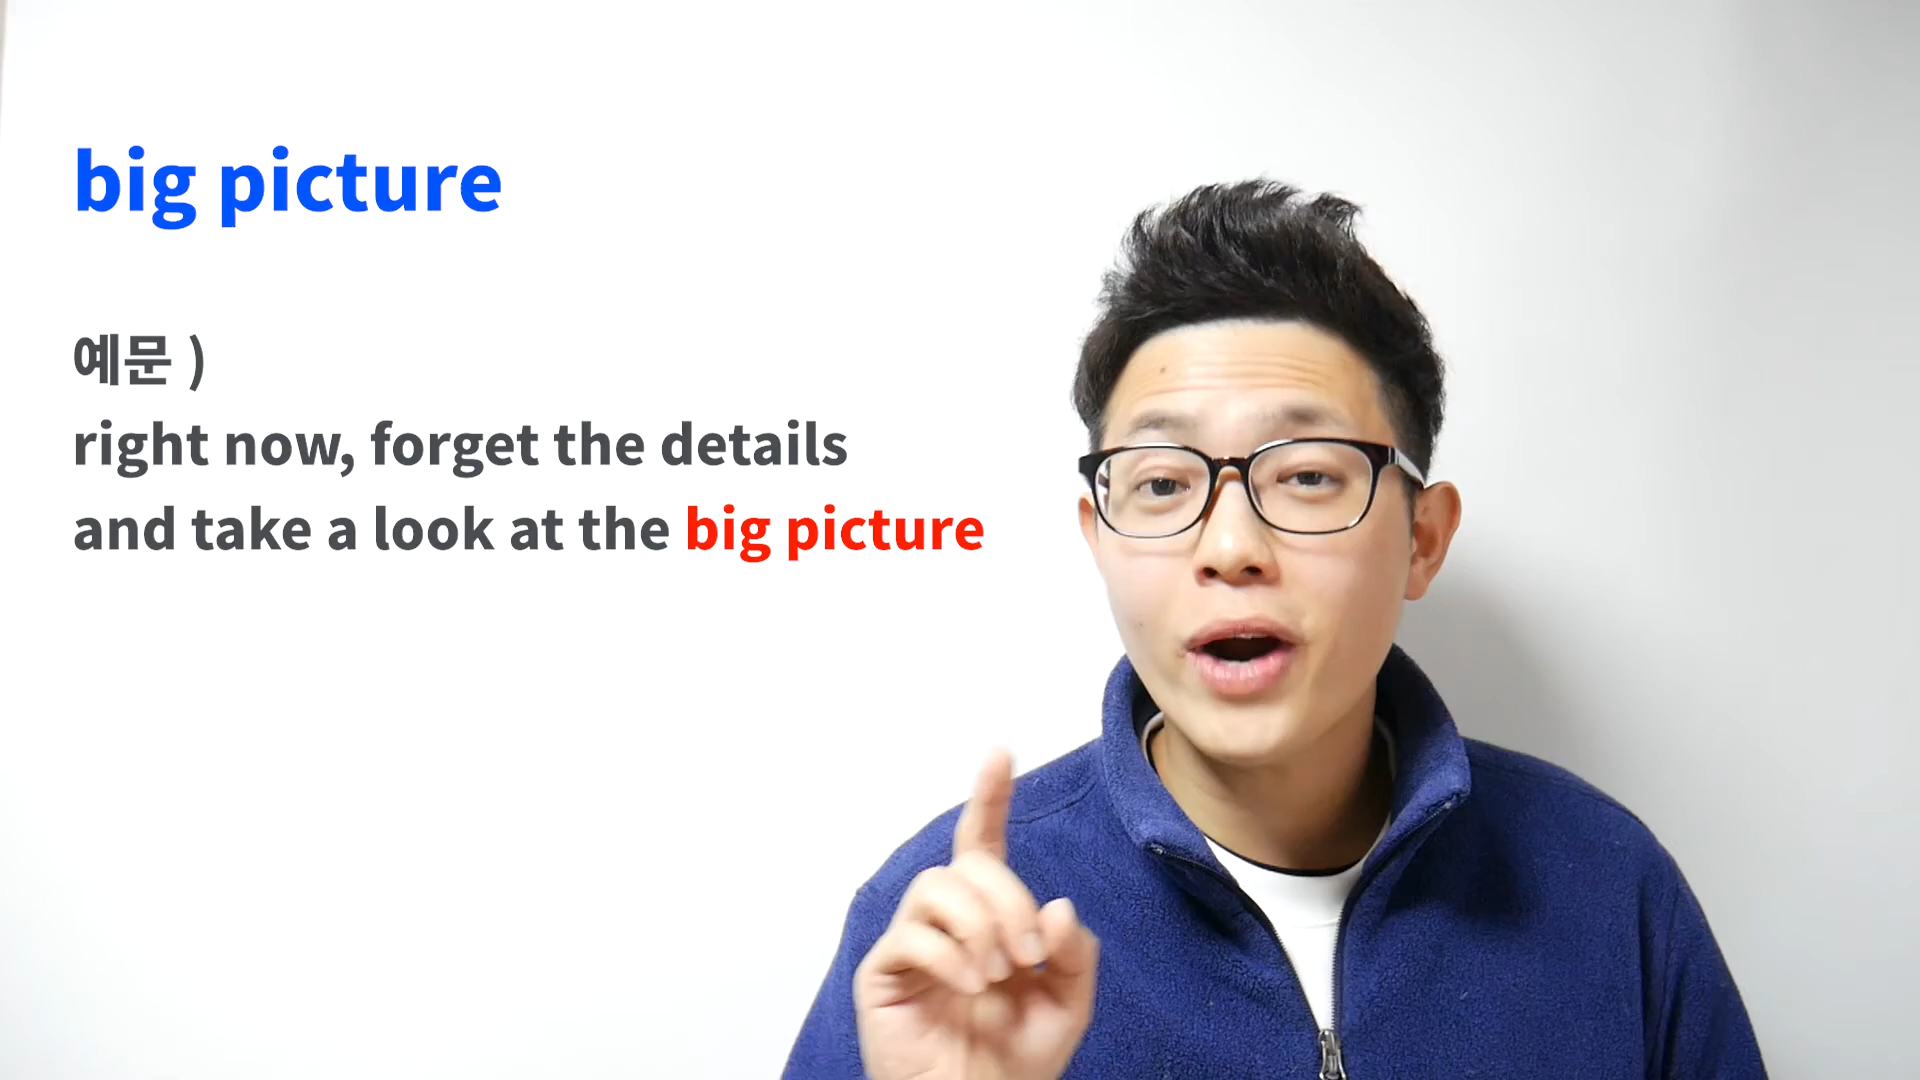 big picture
예문 )
right now, forget the details
and take a look at the big picture